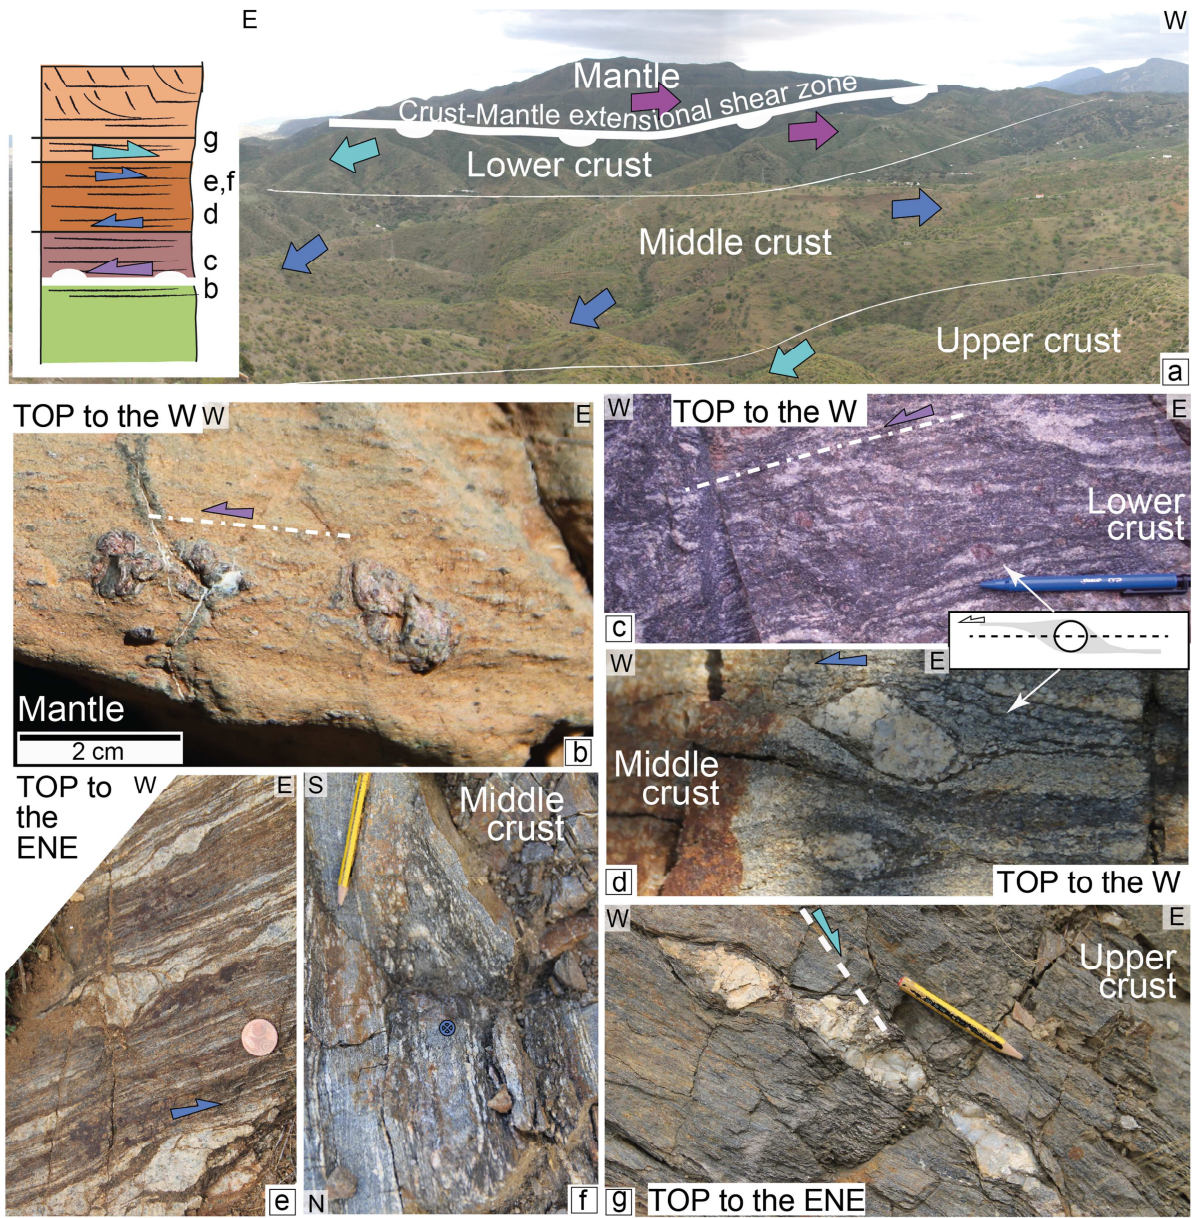 E
W
Mantle
Crust-Mantle extensional shear zone
g
Lower crust
e,f
d
Middle crust
c
b
Upper crust
a
TOP to the W
W
E
Mantle
2 cm
b
W
TOP to the W
E
Lower
crust
c
W
E
Middle
crust
d
TOP to the W
TOP to
the
ENE
W
E
e
S
Middle
crust
N
f
W
E
Upper
crust
g
TOP to the ENE